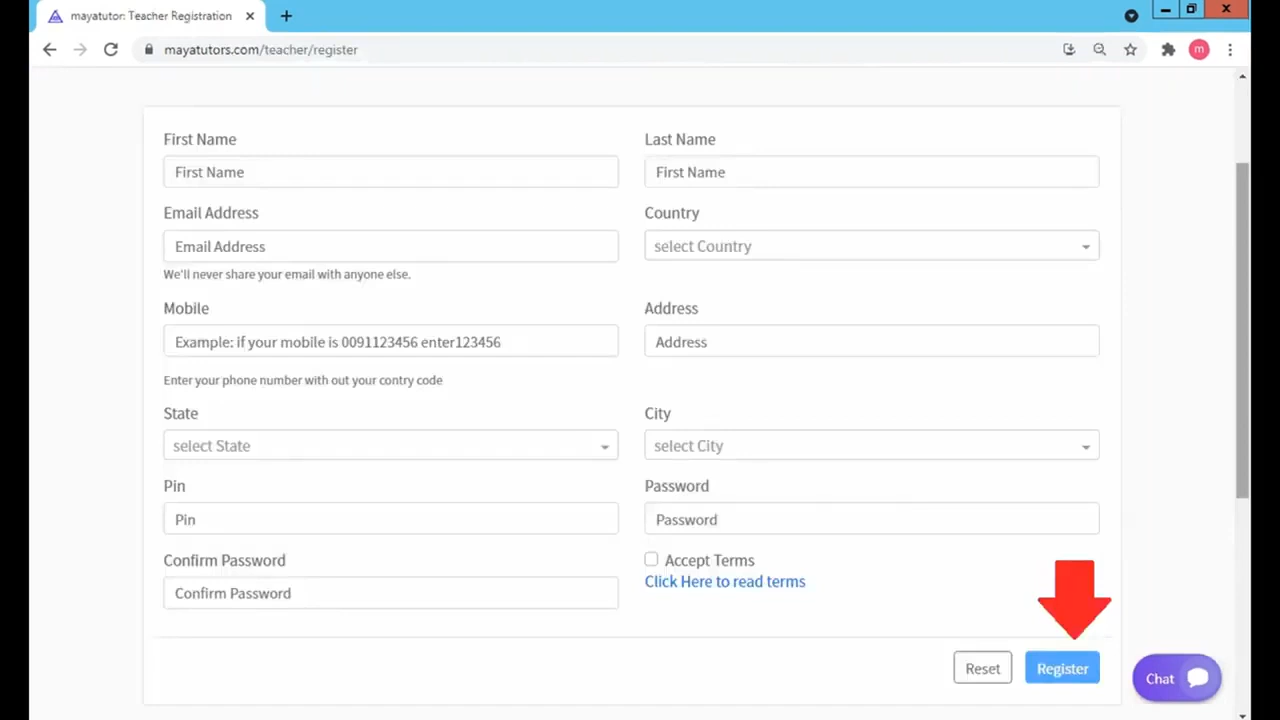 mayatutor: Teacher Registration
mayatutors.com/teacher/register
m
First Name
Last Name
First Name
First Name
Email Address
Country
Email Address
select Country
We'll never share your email with anyone else.
Mobile
Address
Example: if your mobile is 0091123456 enter123456
Address
Enter your phone number with out your contry code
State
City
select State
select City
Pin
Password
Pin
Password
Confirm Password
Accept Terms
Click Here to read terms
Confirm Password
Reset
Register
Chat